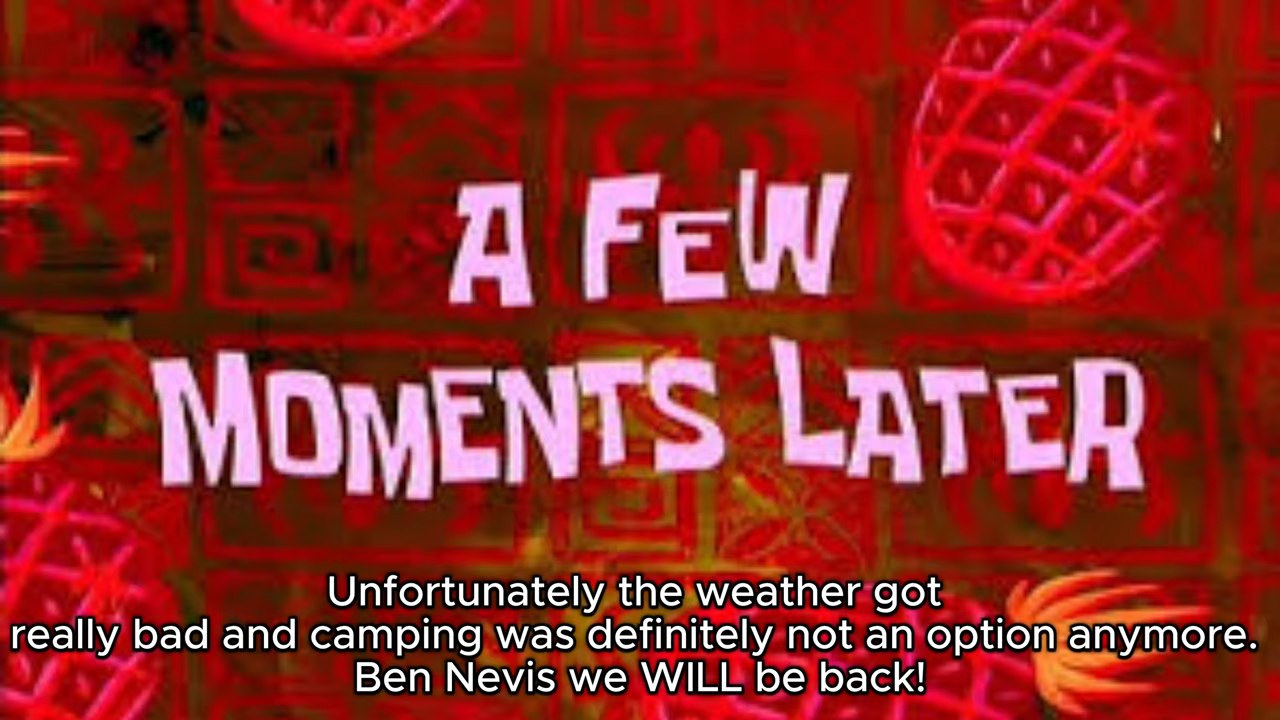 A FEW
MOMENTS LATER
Unfortunately the weather got
really bad and camping was definitely not an option anymore.
Ben Nevis we WILL be back!